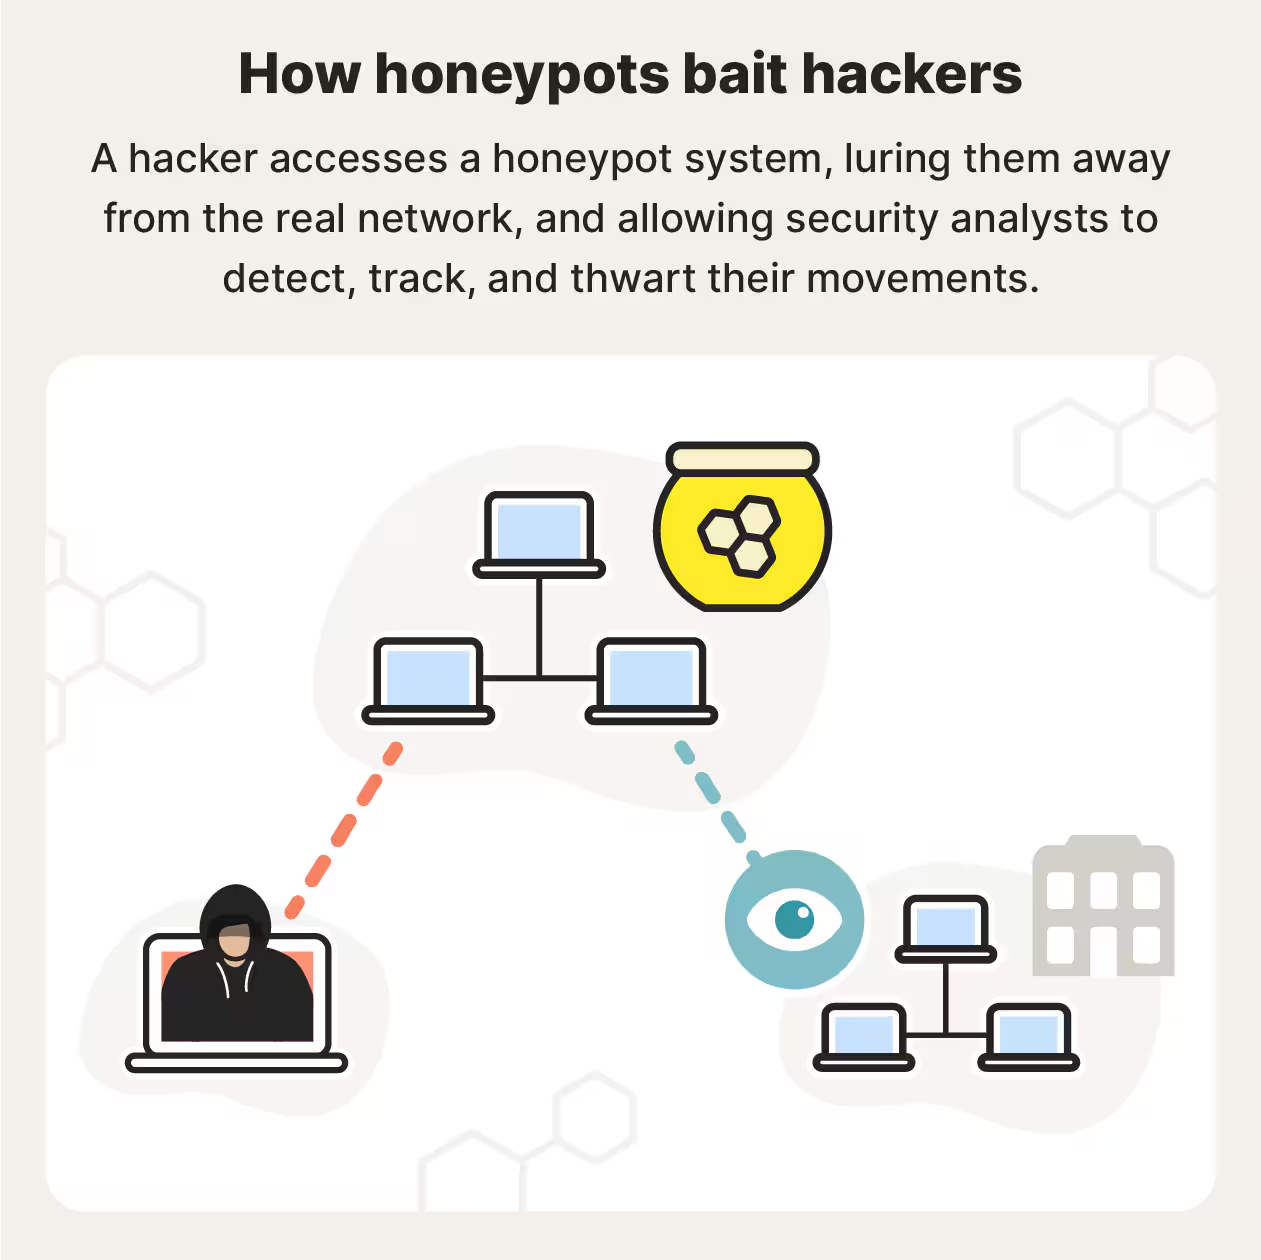 How honeypots bait hackers
A hacker accesses a honeypot system, luring them away
from the real network, and allowing security analysts to
detect, track, and thwart their movements.